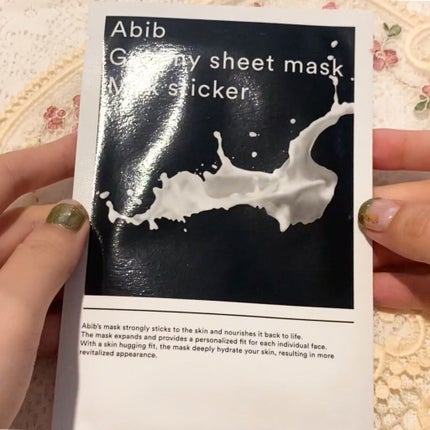 Abib
Gummy sheet mask
Milk sticker
Abib's mask strongly sticks to the skin and nourishes it back to life.
The mask expands and provides a personalized fit for each individual face.
With a skin hugging fit, the mask deeply hydrate your skin, resulting in more
revitalized appearance.